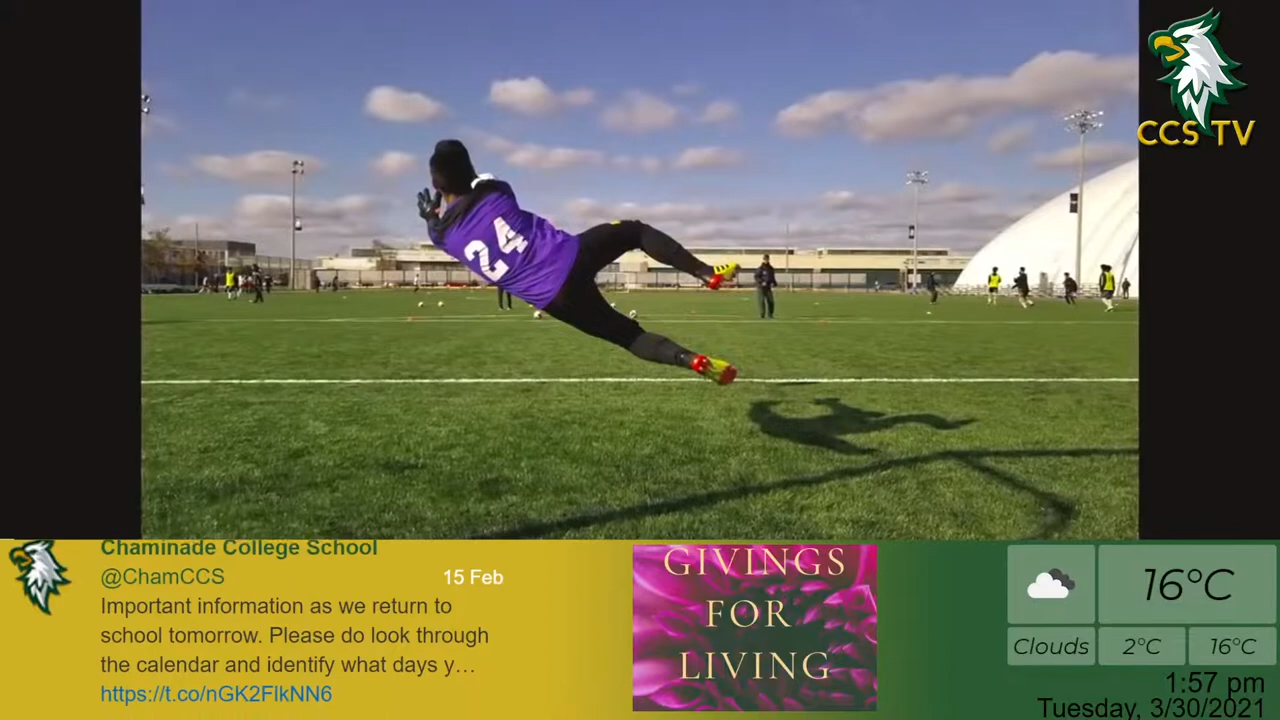 CCS TV
24
Chaminade College School
@ChamCCS
15 Feb
Important information as we return to
school tomorrow. Please do look through
the calendar and identify what days y…
https://t.co/nGK2FlkNN6
GIVINGS
FOR
LIVING
16°C
Clouds
2°C
16°C
1:57 pm
Tuesday, 3/30/2021